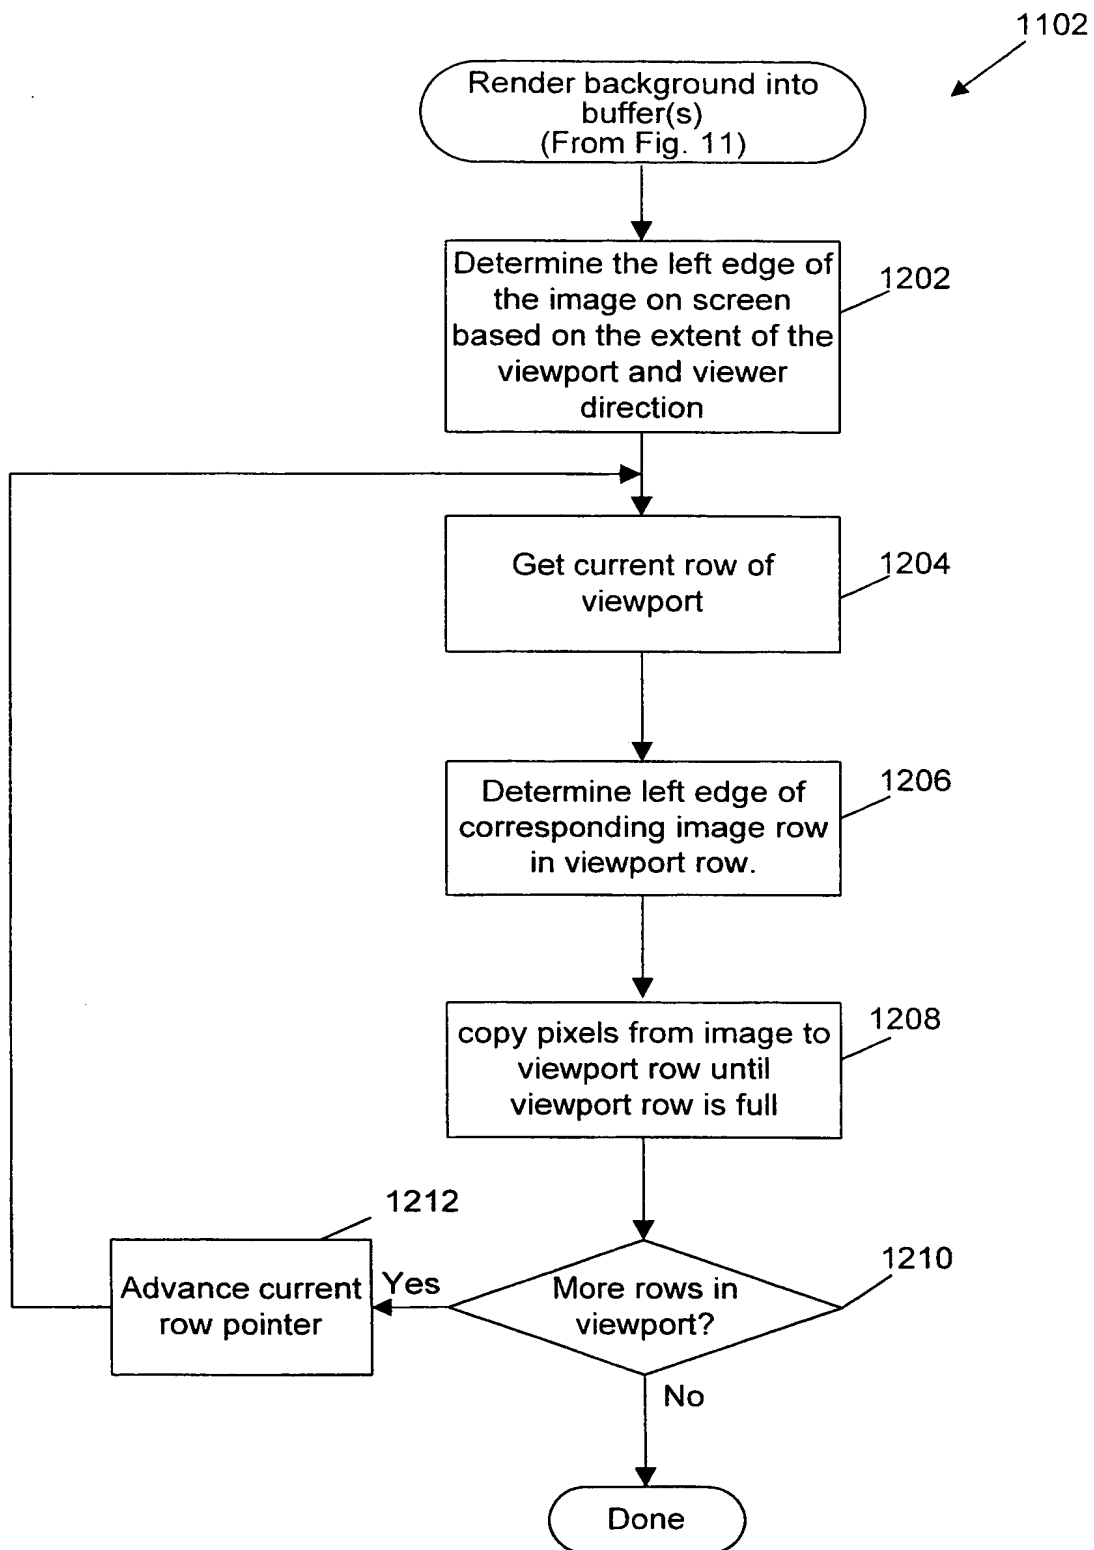 1102
Render background into
buffer(s)
(From Fig. 11)
Determine the left edge of
the image on screen
based on the extent of the
viewport and viewer
direction
1202
Get current row of
viewport
1204
Determine left edge of
corresponding image row
in viewport row.
1206
copy pixels from image to
viewport row until
viewport row is full
1208
1212
Advance current
row pointer
Yes
More rows in
viewport?
1210
No
Done